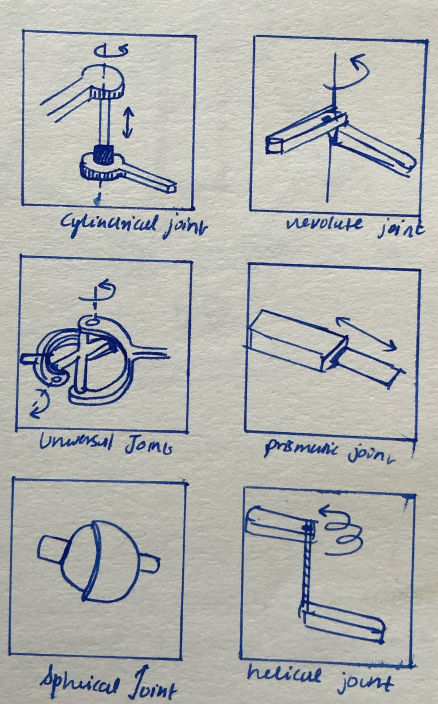 Cylindrical joint
revolute joint
Universal Joint
prismatic joint
Spherical Joint
helical joint